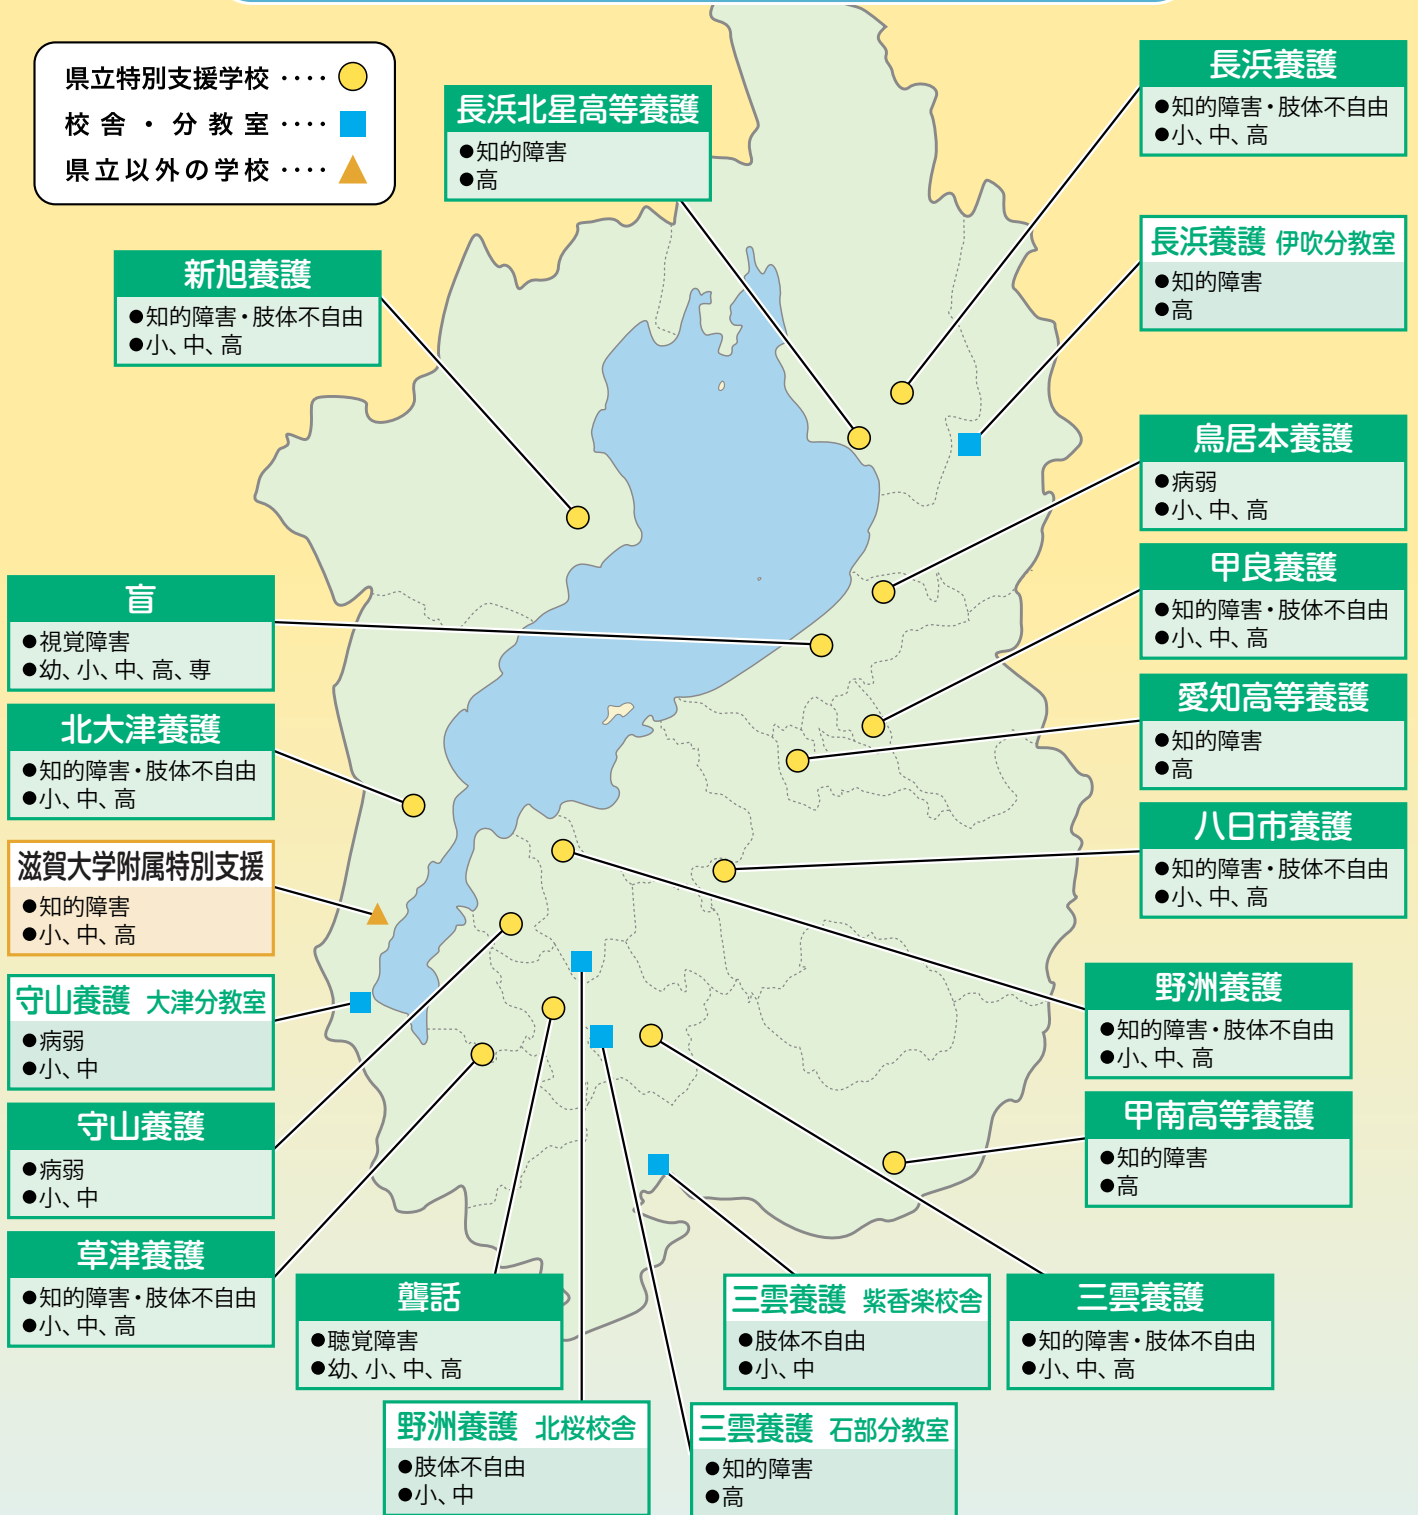 県立特別支援学校 ····
校舎・分教室 ····
県立以外の学校 ····
長浜北星高等養護
●知的障害
●高
長浜養護
●知的障害・肢体不自由
●小、中、高
長浜養護 伊吹分教室
●知的障害
●高
新旭養護
●知的障害・肢体不自由
●小、中、高
鳥居本養護
●病弱
●小、中、高
甲良養護
●知的障害・肢体不自由
●小、中、高
盲
●視覚障害
●幼、小、中、高、専
愛知高等養護
●知的障害
●高
北大津養護
●知的障害・肢体不自由
●小、中、高
八日市養護
●知的障害・肢体不自由
●小、中、高
滋賀大学附属特別支援
●知的障害
●小、中、高
野洲養護
●知的障害・肢体不自由
●小、中、高
守山養護 大津分教室
●病弱
●小、中
甲南高等養護
●知的障害
●高
守山養護
●病弱
●小、中
草津養護
●知的障害・肢体不自由
●小、中、高
聾話
●聴覚障害
●幼、小、中、高
三雲養護 紫香楽校舎
●肢体不自由
●小、中
三雲養護
●知的障害・肢体不自由
●小、中、高
野洲養護 北桜校舎
●肢体不自由
●小、中
三雲養護 石部分教室
●知的障害
●高